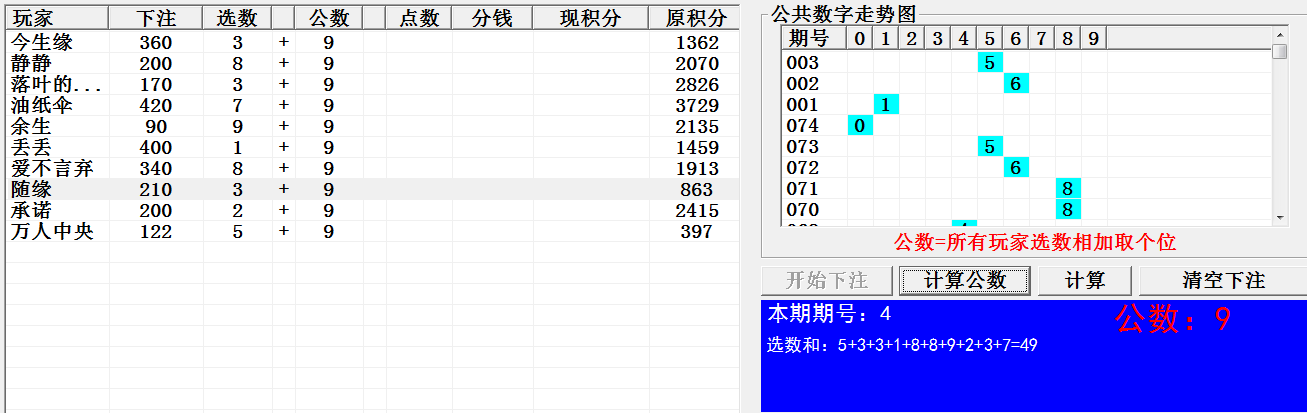 玩家 下注 选数 公数 点数 分钱 现积分 原积分
今生缘 360 3 + 9 1362
静静 200 8 + 9 2070
落叶的... 170 3 + 9 2826
油纸伞 420 7 + 9 3729
余生 90 9 + 9 2135
丢丢 400 1 + 9 1459
爱不言弃 340 8 + 9 1913
随缘 210 3 + 9 863
承诺 200 2 + 9 2415
万人中央 122 5 + 9 397
公共数字走势图
期号 0 1 2 3 4 5 6 7 8 9
003 5
002 6
001 1
074 0
073 5
072 6
071 8
070 8
公数=所有玩家选数相加取个位
开始下注 计算公数 计算 清空下注
本期期号：4 公数：9
选数和：5+3+3+1+8+8+9+2+3+7=49